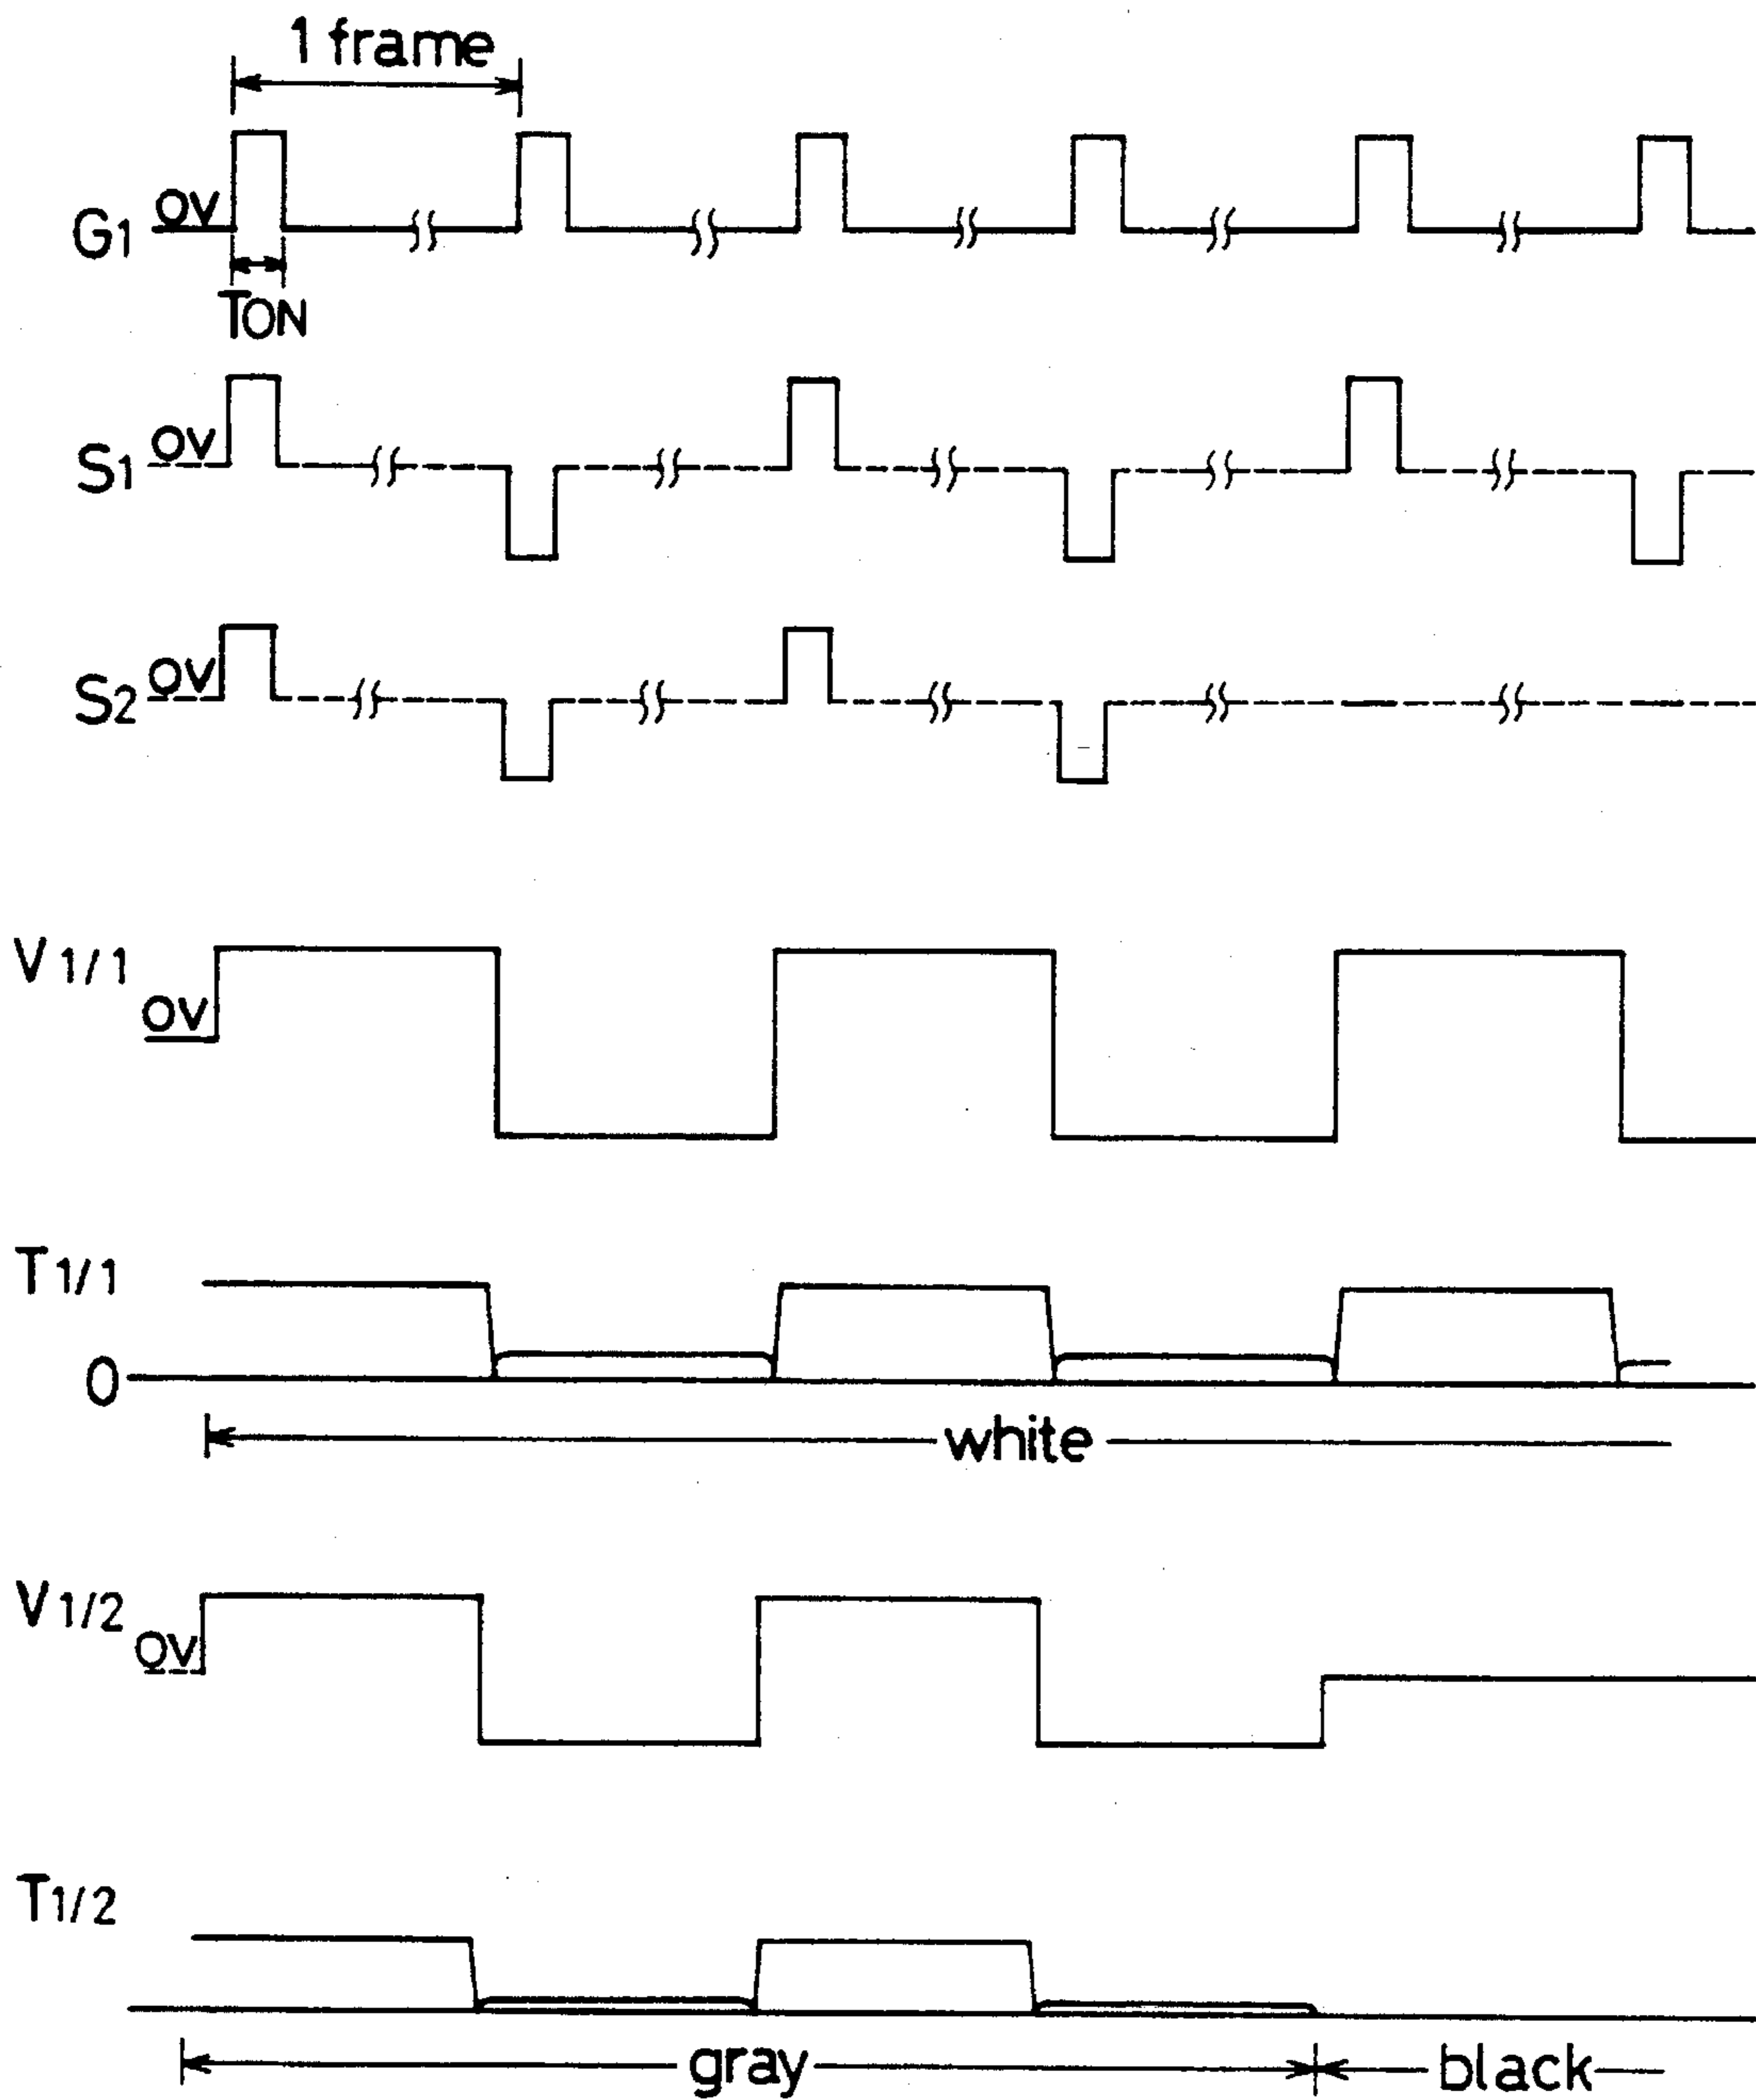 1 frame
G1 0V
TON
S1 0V
S2 0V
V1/1
0V
T1/1
0
white
V1/2
0V
T1/2
gray black